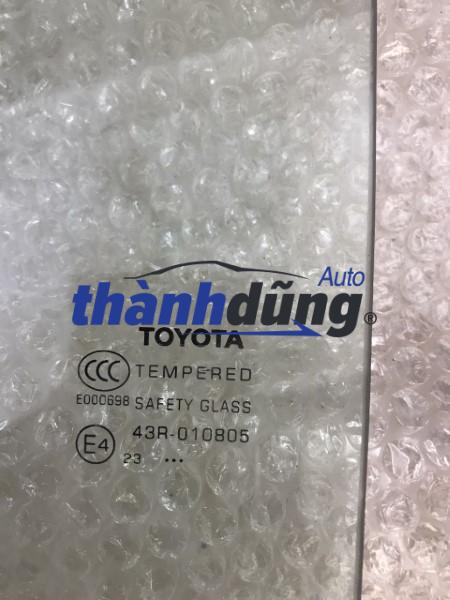 Auto
thànhdũng®
TOYOTA
CCC TEMPERED
E000698 SAFETY GLASS
E4 43R-010805
23 ...